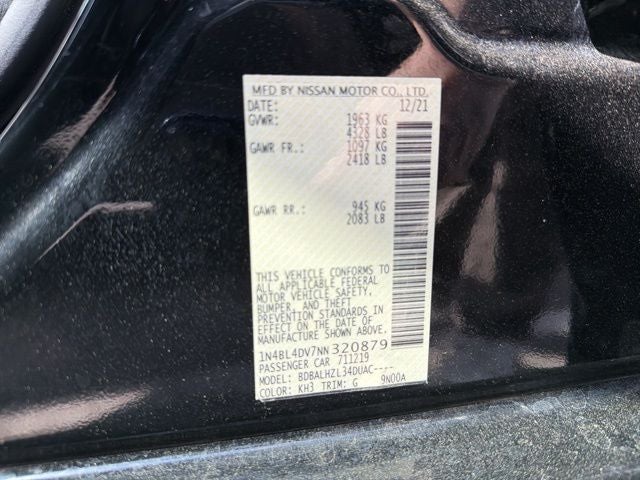 MFD BY NISSAN MOTOR CO., LTD.
DATE: 12/21
GVWR: 1963 KG
4328 LB
GAWR FR.: 1097 KG
2418 LB
GAWR RR.: 945 KG
2083 LB
THIS VEHICLE CONFORMS TO
ALL APPLICABLE FEDERAL
MOTOR VEHICLE SAFETY,
BUMPER, AND THEFT
PREVENTION STANDARDS IN
EFFECT ON THE DATE OF
MANUFACTURE SHOWN ABOVE.
1N4BL4DV7NN320879
PASSENGER CAR 711219
MODEL: BDBALHZL34DUAC----
COLOR: KH3 TRIM: G 9N00A